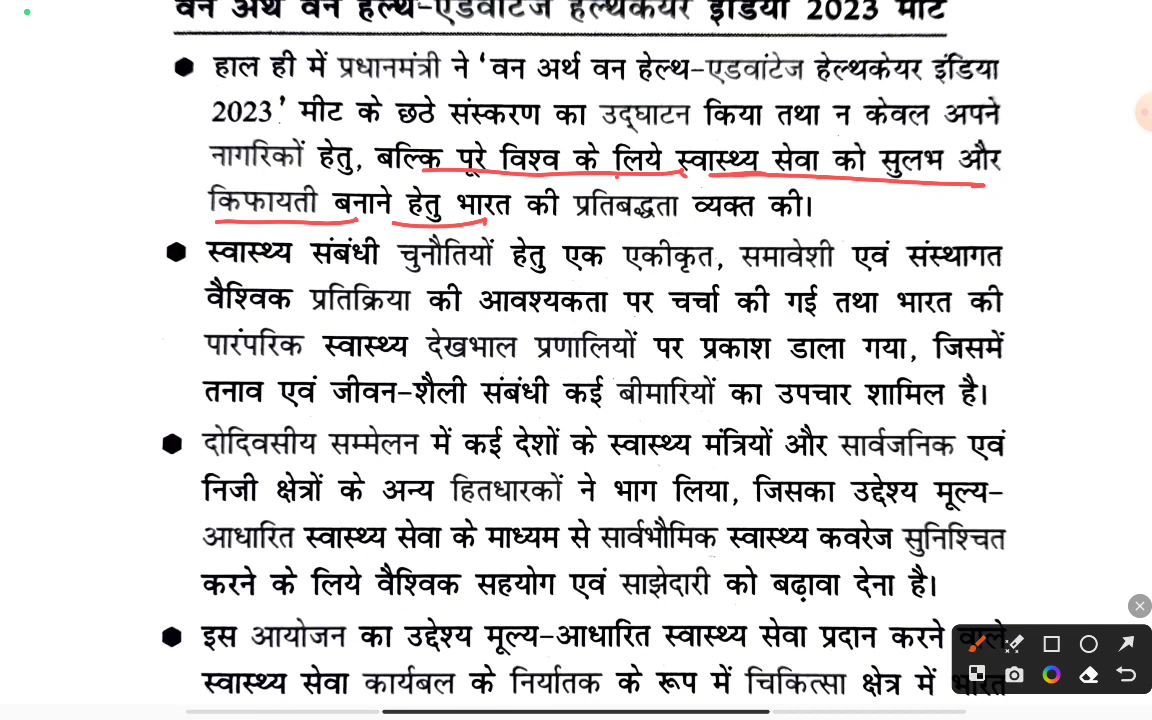 वन अर्थ वन हेल्थ-एडवांटेज हेल्थकेयर इंडिया 2023 मीट
हाल ही में प्रधानमंत्री ने ‘वन अर्थ वन हेल्थ-एडवांटेज हेल्थकेयर इंडिया
2023’ मीट के छठे संस्करण का उद्घाटन किया तथा न केवल अपने
नागरिकों हेतु, बल्कि पूरे विश्व के लिये स्वास्थ्य सेवा को सुलभ और
किफायती बनाने हेतु भारत की प्रतिबद्धता व्यक्त की।
स्वास्थ्य संबंधी चुनौतियों हेतु एक एकीकृत, समावेशी एवं संस्थागत
वैश्विक प्रतिक्रिया की आवश्यकता पर चर्चा की गई तथा भारत की
पारंपरिक स्वास्थ्य देखभाल प्रणालियों पर प्रकाश डाला गया, जिसमें
तनाव एवं जीवन-शैली संबंधी कई बीमारियों का उपचार शामिल है।
दोदिवसीय सम्मेलन में कई देशों के स्वास्थ्य मंत्रियों और सार्वजनिक एवं
निजी क्षेत्रों के अन्य हितधारकों ने भाग लिया, जिसका उद्देश्य मूल्य-
आधारित स्वास्थ्य सेवा के माध्यम से सार्वभौमिक स्वास्थ्य कवरेज सुनिश्चित
करने के लिये वैश्विक सहयोग एवं साझेदारी को बढ़ावा देना है।
इस आयोजन का उद्देश्य मूल्य-आधारित स्वास्थ्य सेवा प्रदान करने वाले
स्वास्थ्य सेवा कार्यबल के निर्यातक के रूप में चिकित्सा क्षेत्र में भारत